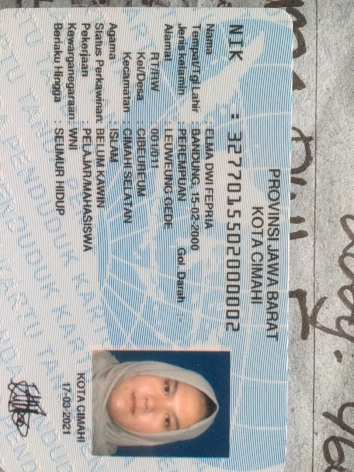 PROVINSI JAWA BARAT
KOTA CIMAHI
NIK : 3277015502000002
Nama : ELMA DWI FEPRIA
Tempat/Tgl Lahir : BANDUNG, 15-02-2000
Jenis kelamin : PEREMPUAN Gol. Darah : -
Alamat : LEUWEUNG GEDE
RT/RW : 001/011
Kel/Desa : CIBEUREUM
Kecamatan : CIMAHI SELATAN
Agama : ISLAM
Status Perkawinan: BELUM KAWIN
Pekerjaan : PELAJAR/MAHASISWA
Kewarganegaraan: WNI
Berlaku Hingga : SEUMUR HIDUP
KOTA CIMAHI
17-03-2021